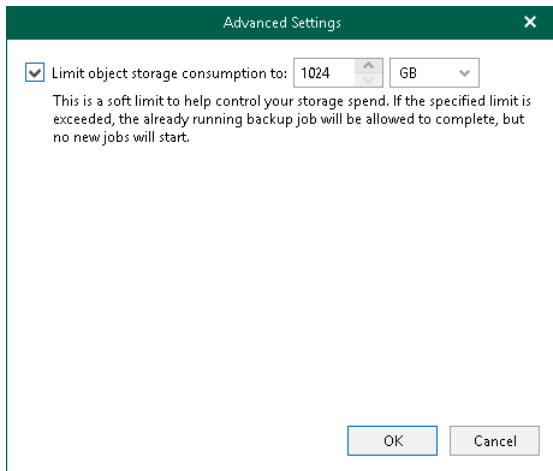 Advanced Settings
Limit object storage consumption to: 1024 GB
This is a soft limit to help control your storage spend. If the specified limit is
exceeded, the already running backup job will be allowed to complete, but
no new jobs will start.
OK Cancel